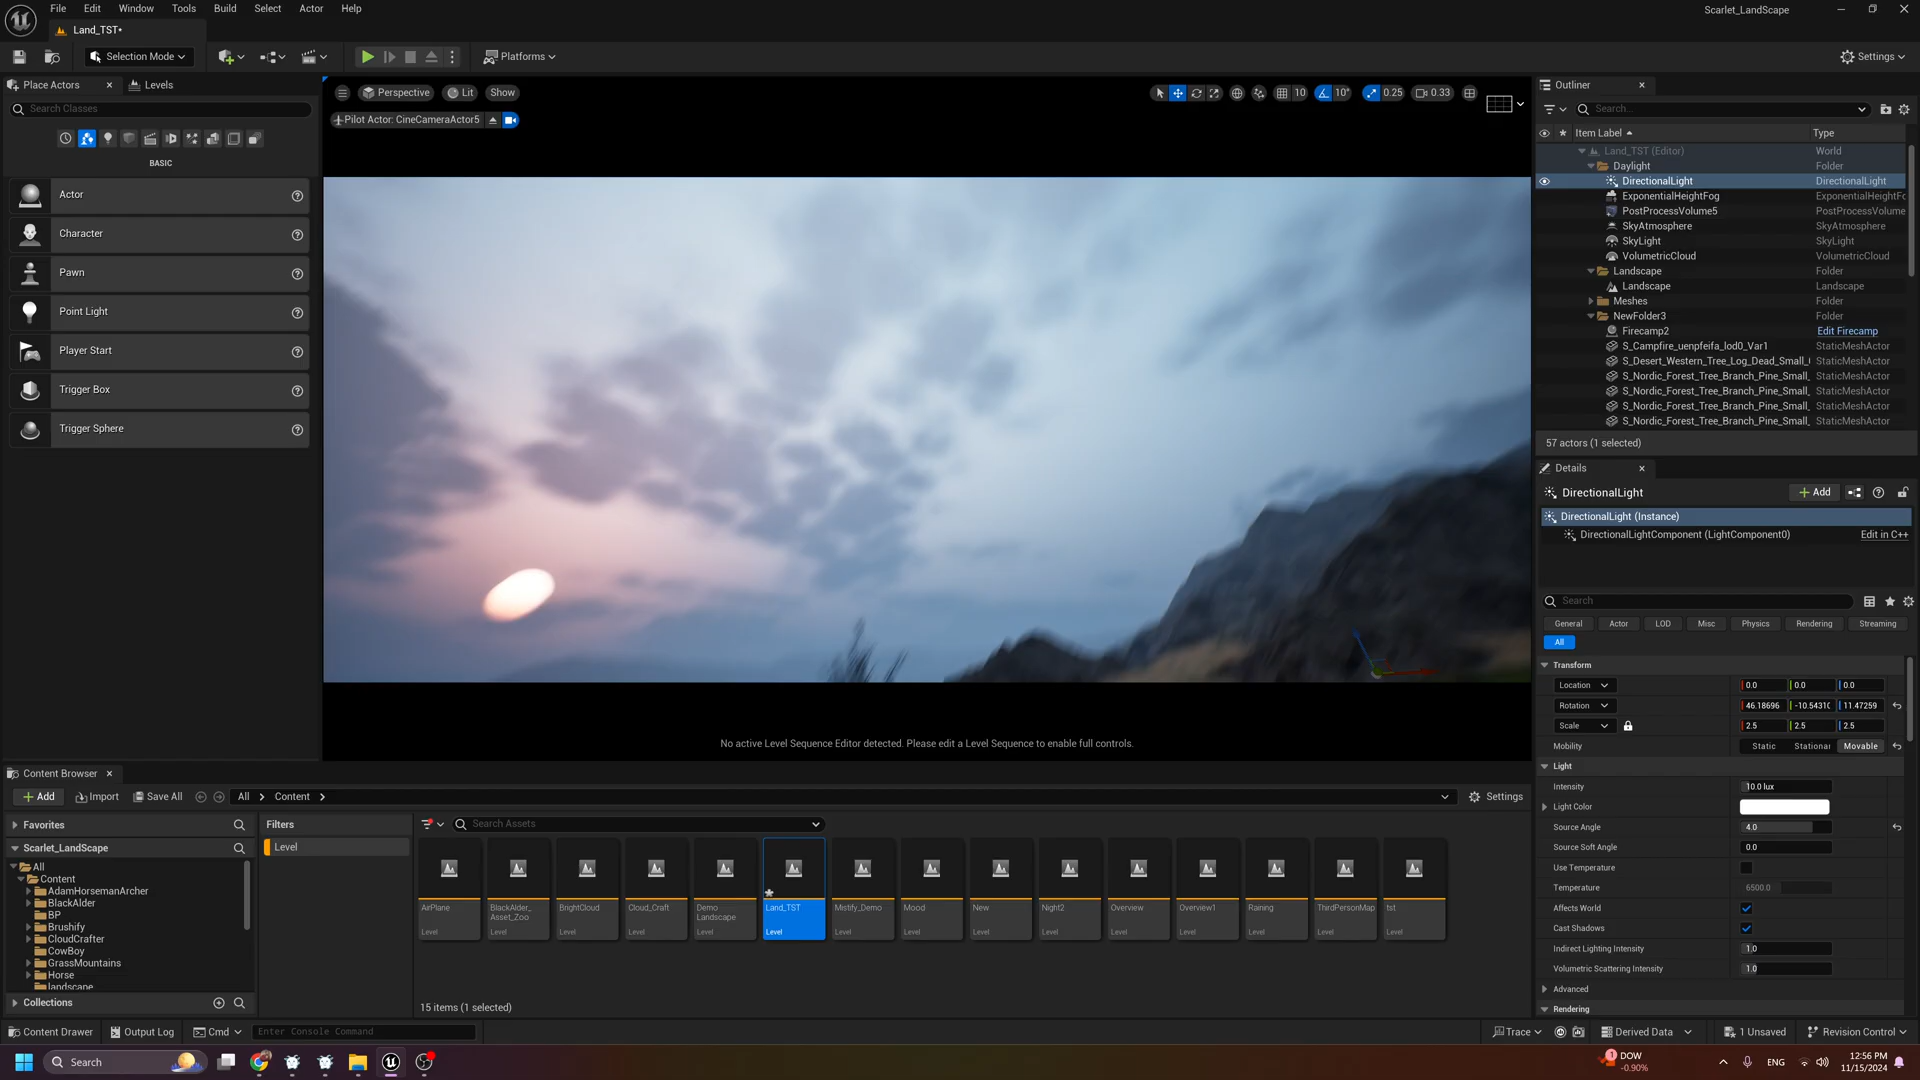 File Edit Window Tools Build Select Actor Help
Scarlet_LandScape
Land_TST•
Selection Mode
Platforms
Settings
Place Actors
Levels
Search Classes
BASIC
Actor
Character
Pawn
Point Light
Player Start
Trigger Box
Trigger Sphere
Perspective Lit Show
10 10° 0.25 0.33
Pilot Actor: CineCameraActor5
No active Level Sequence Editor detected. Please edit a Level Sequence to enable full controls.
Outliner
Search...
Item Label Type
Land_TST (Editor) World
Daylight Folder
DirectionalLight DirectionalLight
ExponentialHeightFog ExponentialHeightFc
PostProcessVolume5 PostProcessVolume
SkyAtmosphere SkyAtmosphere
SkyLight SkyLight
VolumetricCloud VolumetricCloud
Landscape Folder
Landscape Landscape
Meshes Folder
NewFolder3 Folder
Firecamp2 Edit Firecamp
S_Campfire_uenpfeifa_lod0_Var1 StaticMeshActor
S_Desert_Western_Tree_Log_Dead_Small_ StaticMeshActor
S_Nordic_Forest_Tree_Branch_Pine_Small_ StaticMeshActor
S_Nordic_Forest_Tree_Branch_Pine_Small_ StaticMeshActor
S_Nordic_Forest_Tree_Branch_Pine_Small_ StaticMeshActor
S_Nordic_Forest_Tree_Branch_Pine_Small_ StaticMeshActor
57 actors (1 selected)
Details
DirectionalLight
Add
DirectionalLight (Instance)
DirectionalLightComponent (LightComponent0) Edit in C++
Search
General Actor LOD Misc Physics Rendering Streaming
All
Transform
Location 0.0 0.0 0.0
Rotation 46.18696 -10.5431( 11.47259
Scale 2.5 2.5 2.5
Mobility Static Stationar Movable
Light
Intensity 10.0 lux
Light Color
Source Angle 4.0
Source Soft Angle 0.0
Use Temperature
Temperature 6500.0
Affects World
Cast Shadows
Indirect Lighting Intensity 1.0
Volumetric Scattering Intensity 1.0
Advanced
Rendering
Content Browser
Add Import Save All All Content Settings
Favorites
Scarlet_LandScape
All
Content
AdamHorsemanArcher
BlackAlder
BP
Brushify
CloudCrafter
CowBoy
GrassMountains
Horse
landscape
Collections
Filters
Level
Search Assets
AirPlane
Level
BlackAlder_
Asset_Zoo
Level
BrightCloud
Level
Cloud_Craft
Level
Demo
Landscape
Level
Land_TST
Level
Mistify_Demo
Level
Mood
Level
New
Level
Night2
Level
Overview
Level
Overview1
Level
Raining
Level
ThirdPersonMap
Level
tst
Level
15 items (1 selected)
Content Drawer Output Log Cmd Enter Console Command
Trace Derived Data 1 Unsaved Revision Control
Search
1
DOW
-0.90%
ENG
12:56 PM
11/15/2024